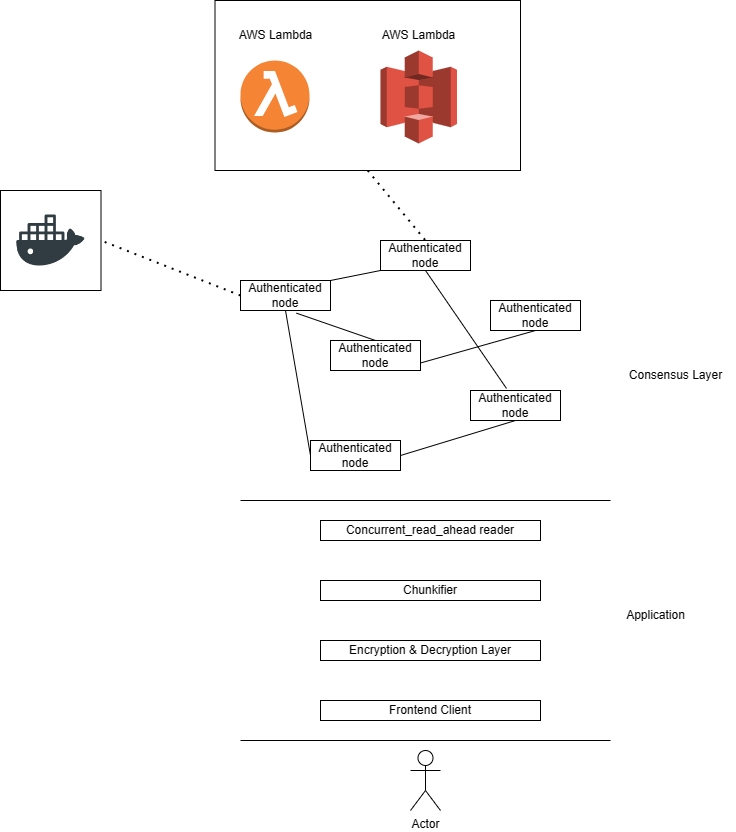 AWS Lambda
AWS Lambda
Authenticated
node
Authenticated
node
Authenticated
node
Authenticated
node
Consensus Layer
Authenticated
node
Authenticated
node
Concurrent_read_ahead reader
Chunkifier
Application
Encryption & Decryption Layer
Frontend Client
Actor